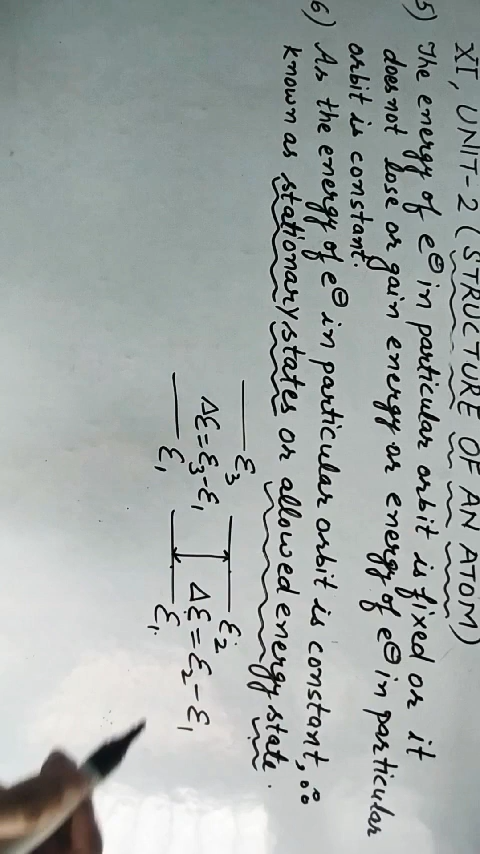 XI, UNIT-2 (STRUCTURE OF AN ATOM)
5) The energy of e⊖ in particular orbit is fixed or it
does not lose or gain energy or energy of e⊖ in particular
orbit is constant.
6) As the energy of e⊖ in particular orbit is constant, ∴
known as stationary states or allowed energy state.
E3
ΔE=E3-E1
E1
E2
ΔE=E2-E1
E1